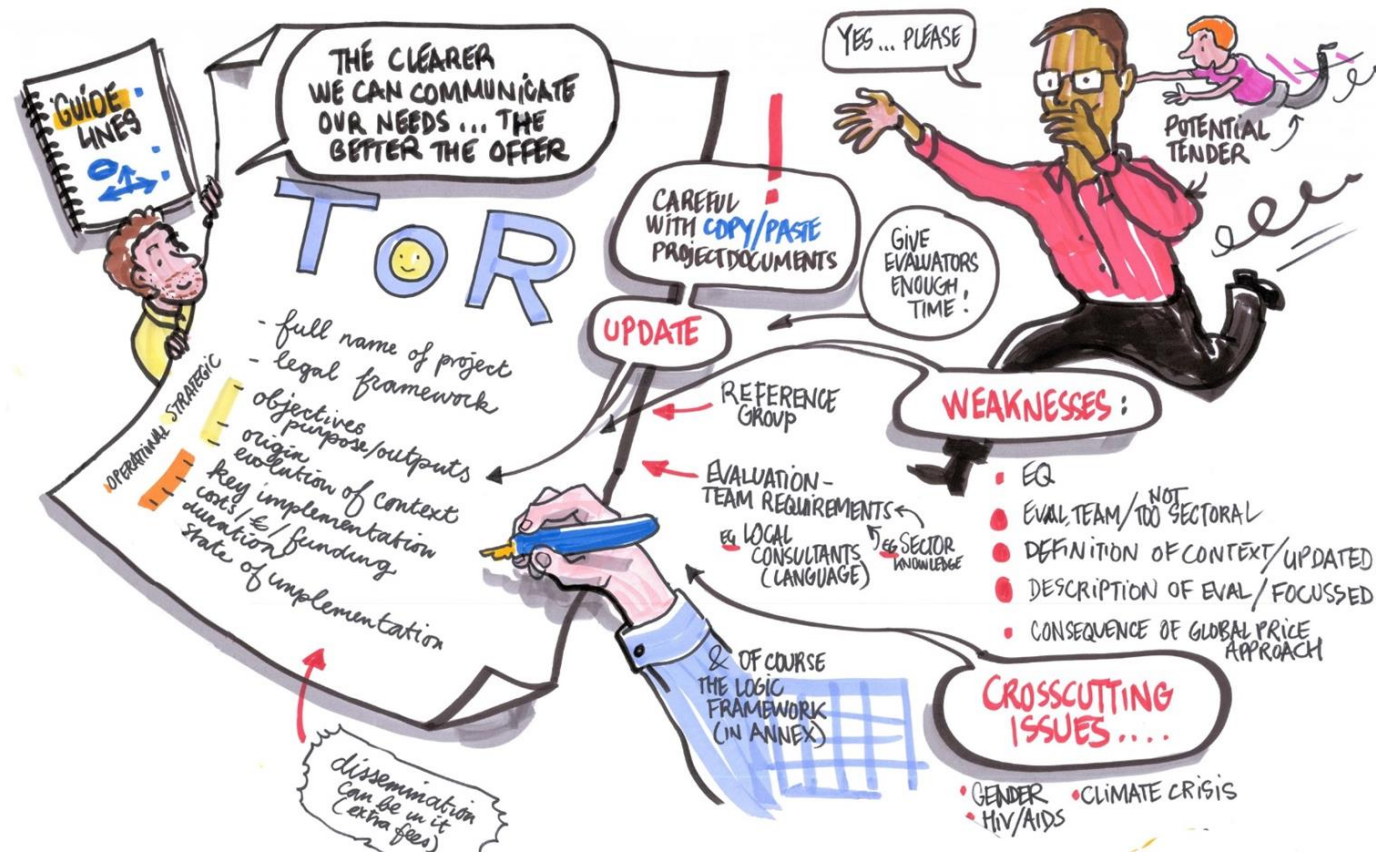 GUIDE
LINES
THE CLEARER
WE CAN COMMUNICATE
OUR NEEDS... THE
BETTER THE OFFER
YES... PLEASE
POTENTIAL
TENDER
TOR
CAREFUL
WITH COPY/PASTE
PROJECT DOCUMENTS
!
UPDATE
GIVE
EVALUATORS
ENOUGH
TIME!
OPERATIONAL STRATEGIC
- full name of project
- legal framework
objectives
purpose/outputs
origin
evolution of context
key implementation
costs/€/funding
duration
state of implementation
dissemination
can be in it
(extra fees)
REFERENCE
GROUP
EVALUATION-
TEAM REQUIREMENTS
EG LOCAL
CONSULTANTS
(LANGUAGE)
EG SECTOR
KNOWLEDGE
& OF COURSE
THE LOGIC
FRAMEWORK
(IN ANNEX)
WEAKNESSES:
EQ
EVAL.TEAM/TOO NOT SECTORAL
DEFINITION OF CONTEXT/UPDATED
DESCRIPTION OF EVAL/FOCUSSED
CONSEQUENCE OF GLOBAL PRICE
APPROACH
CROSSCUTTING
ISSUES....
GENDER
CLIMATE CRISIS
HIV/AIDS